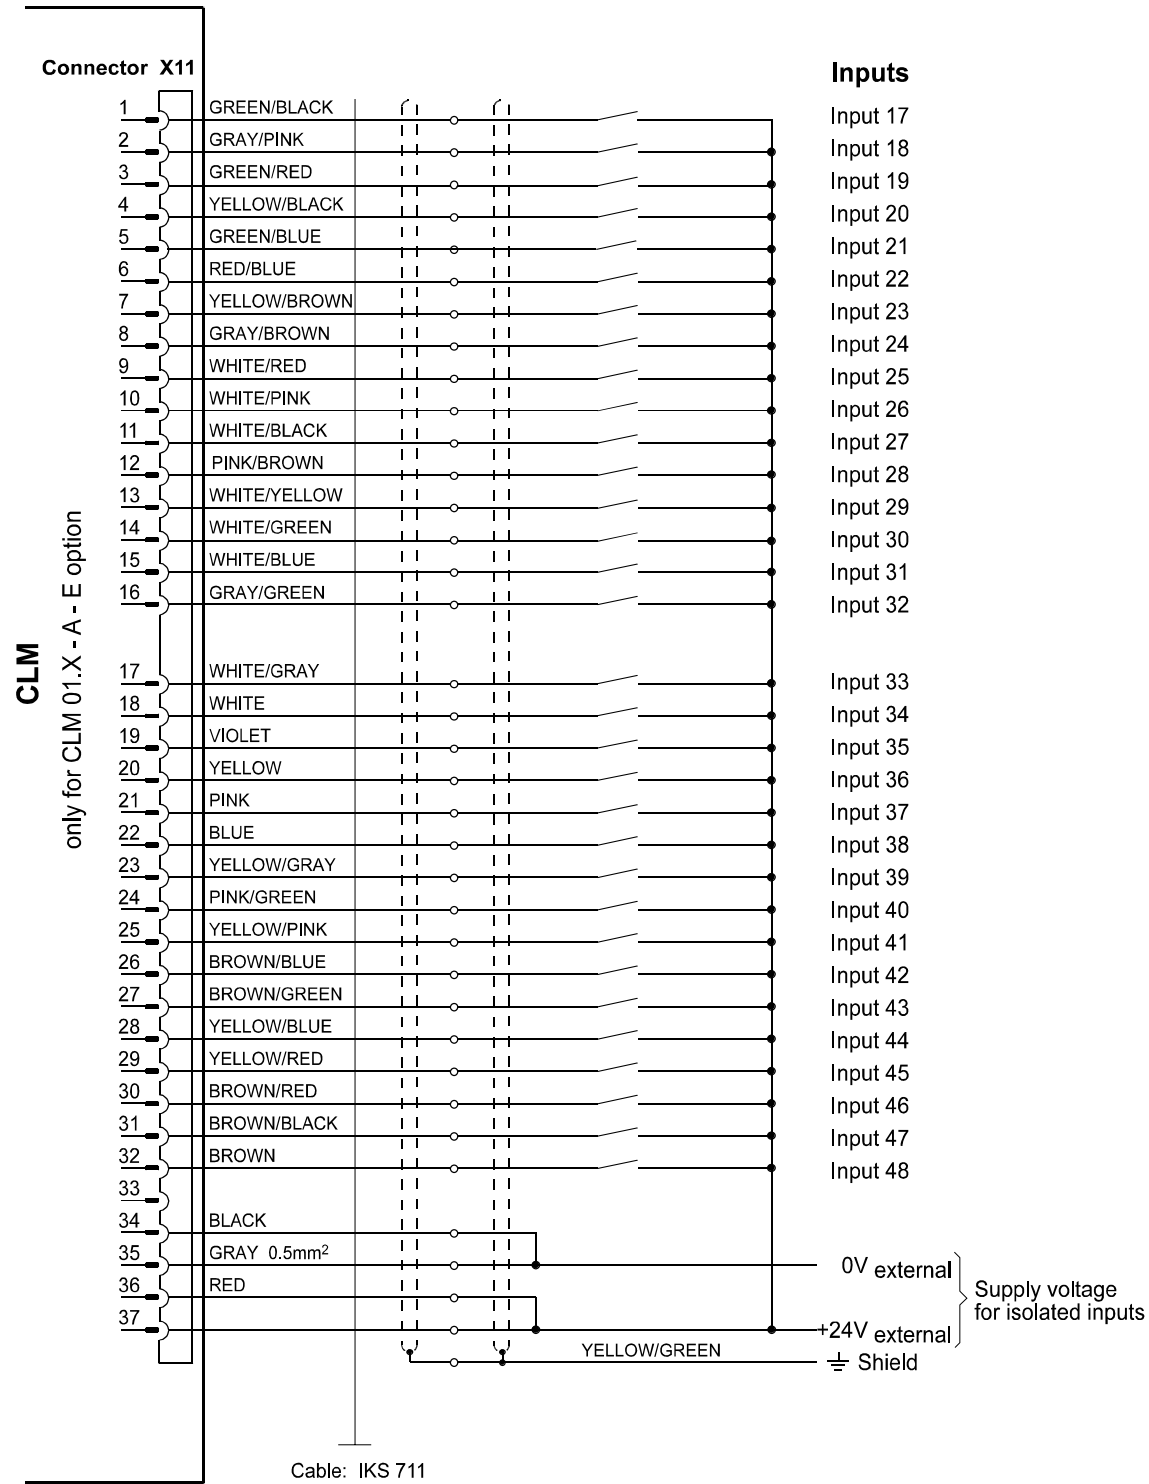 Connector X11
Inputs
1 GREEN/BLACK Input 17
2 GRAY/PINK Input 18
3 GREEN/RED Input 19
4 YELLOW/BLACK Input 20
5 GREEN/BLUE Input 21
6 RED/BLUE Input 22
7 YELLOW/BROWN Input 23
8 GRAY/BROWN Input 24
9 WHITE/RED Input 25
10 WHITE/PINK Input 26
11 WHITE/BLACK Input 27
12 PINK/BROWN Input 28
13 WHITE/YELLOW Input 29
14 WHITE/GREEN Input 30
15 WHITE/BLUE Input 31
16 GRAY/GREEN Input 32
CLM
only for CLM 01.X - A - E option
17 WHITE/GRAY Input 33
18 WHITE Input 34
19 VIOLET Input 35
20 YELLOW Input 36
21 PINK Input 37
22 BLUE Input 38
23 YELLOW/GRAY Input 39
24 PINK/GREEN Input 40
25 YELLOW/PINK Input 41
26 BROWN/BLUE Input 42
27 BROWN/GREEN Input 43
28 YELLOW/BLUE Input 44
29 YELLOW/RED Input 45
30 BROWN/RED Input 46
31 BROWN/BLACK Input 47
32 BROWN Input 48
33
34 BLACK
35 GRAY 0.5mm² 0V external
36 RED
Supply voltage
for isolated inputs
37 +24V external
YELLOW/GREEN Shield
Cable: IKS 711